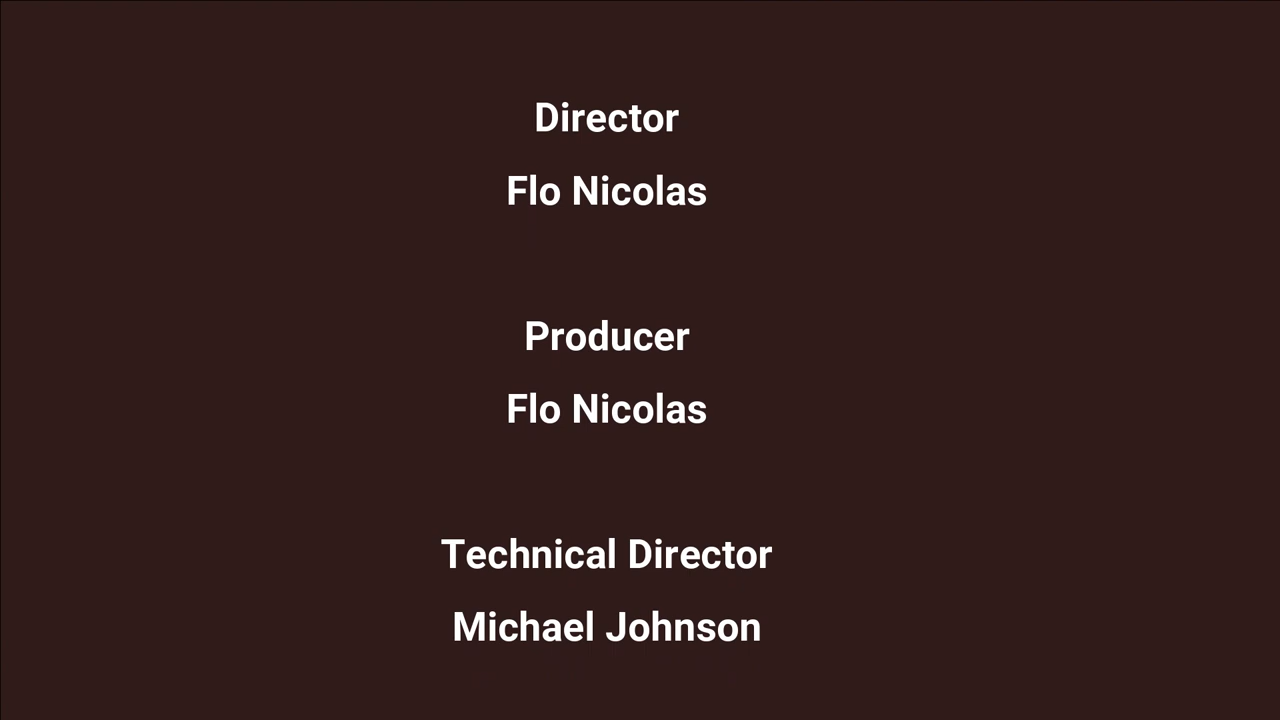 Director
Flo Nicolas
Producer
Flo Nicolas
Technical Director
Michael Johnson